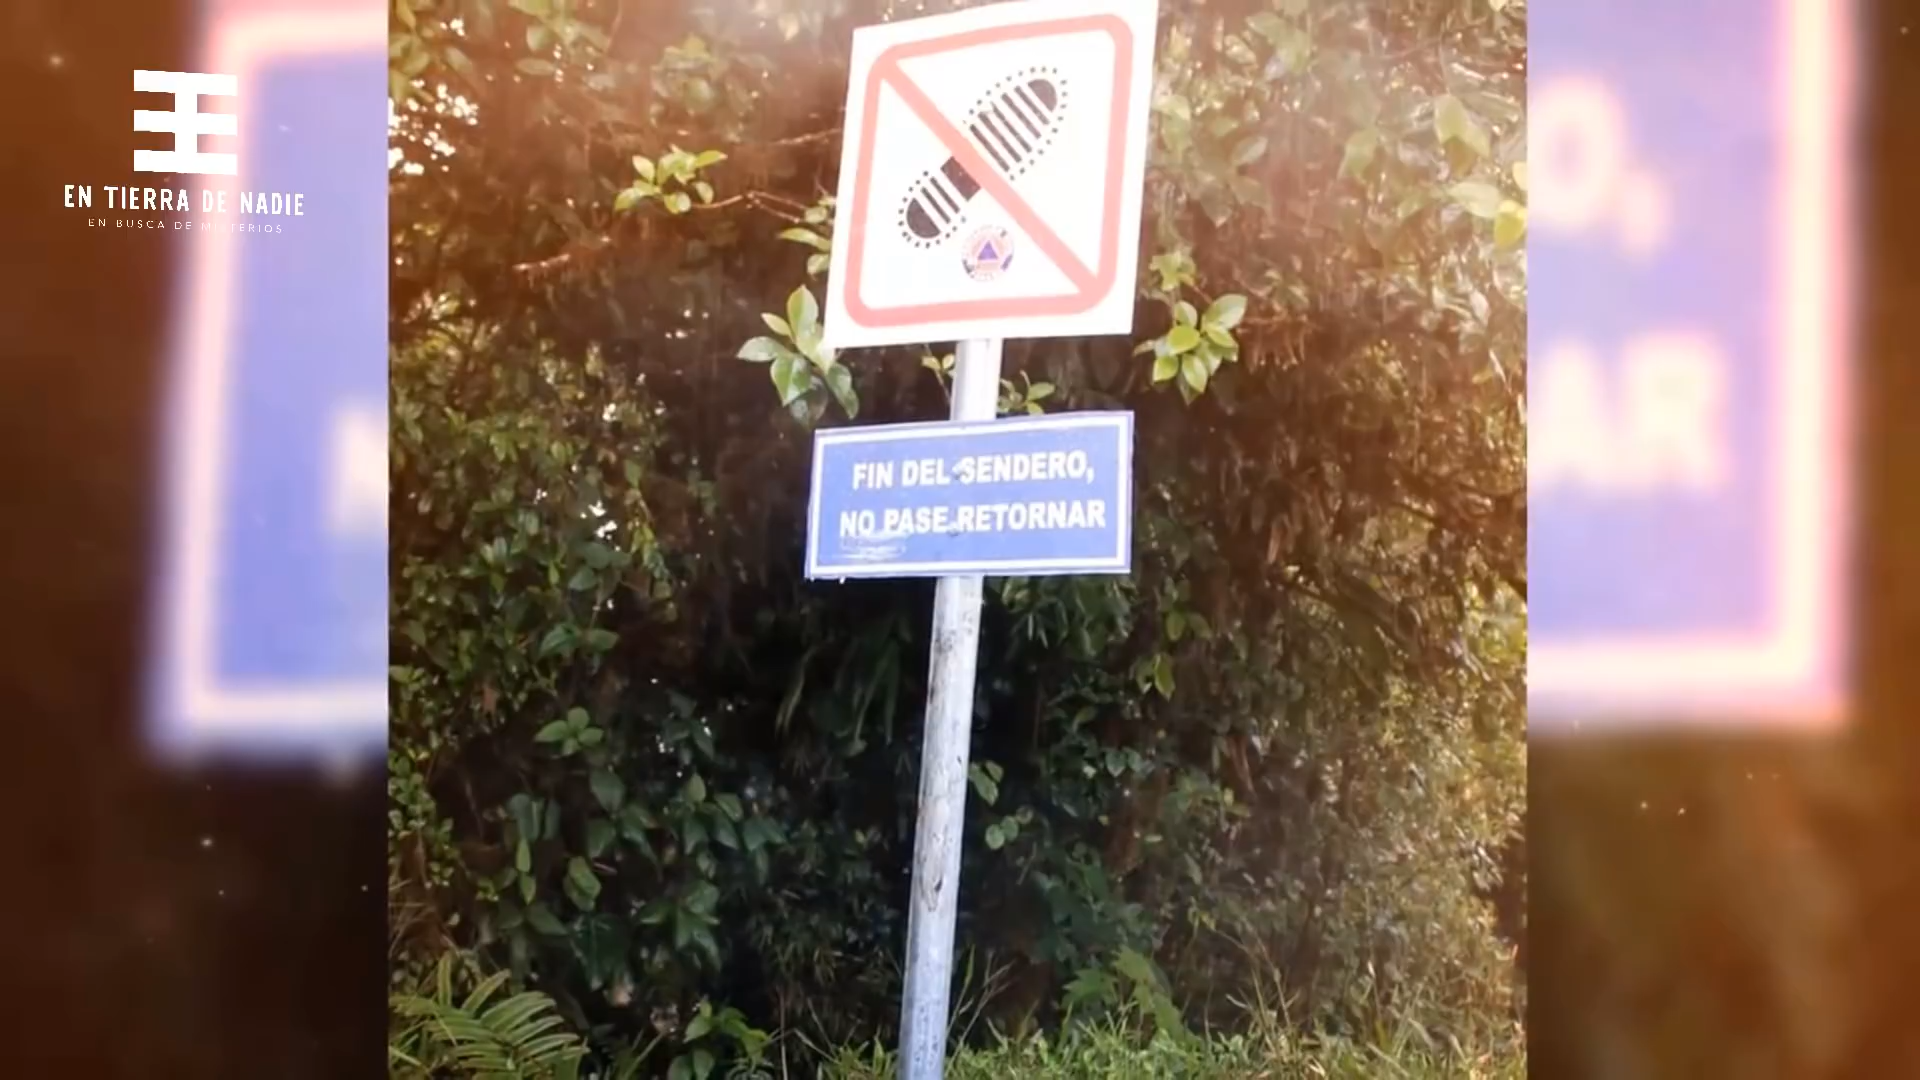 EN TIERRA DE NADIE
EN BUSCA DE MISTERIOS
FIN DEL SENDERO,
NO PASE RETORNAR